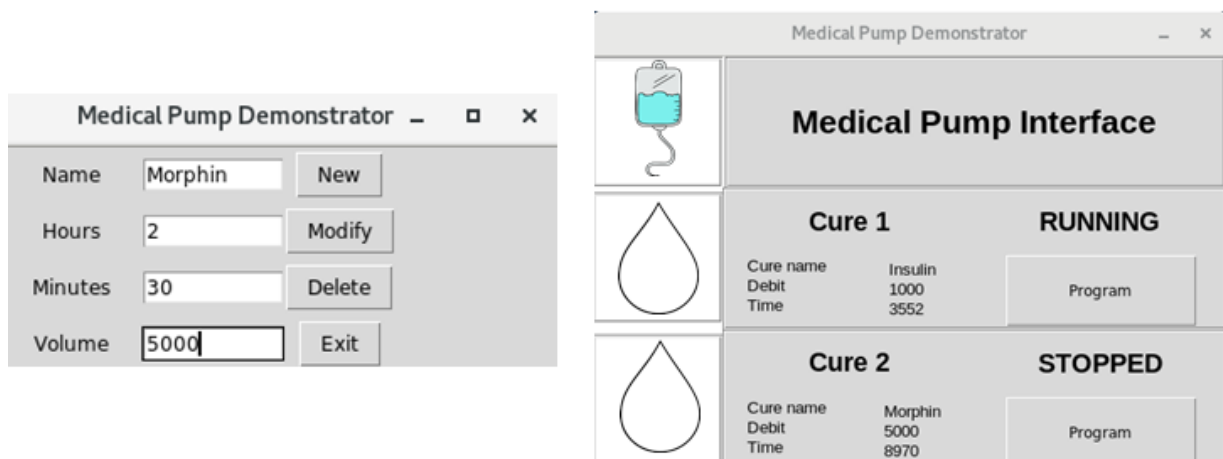 Medical Pump Demonstrator
Name Morphin New
Hours 2 Modify
Minutes 30 Delete
Volume 5000 Exit
Medical Pump Demonstrator
Medical Pump Interface
Cure 1 RUNNING
Cure name Insulin
Debit 1000
Time 3552
Program
Cure 2 STOPPED
Cure name Morphin
Debit 5000
Time 8970
Program